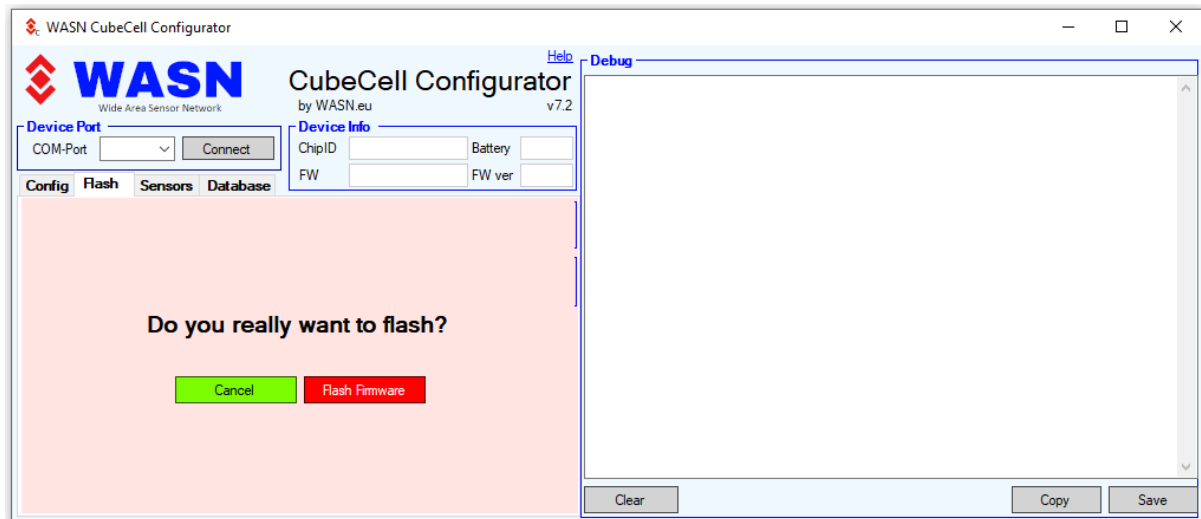 WASN CubeCell Configurator
WASN
Wide Area Sensor Network
Help
CubeCell Configurator
by WASN.eu v7.2
Device Port
COM-Port Connect
Device Info
ChipID Battery
FW FW ver
Config Flash Sensors Database
Do you really want to flash?
Cancel Flash Firmware
Debug
Clear Copy Save